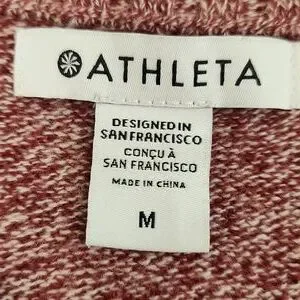 ATHLETA
DESIGNED IN
SAN FRANCISCO
CONÇU À
SAN FRANCISCO
MADE IN CHINA
M